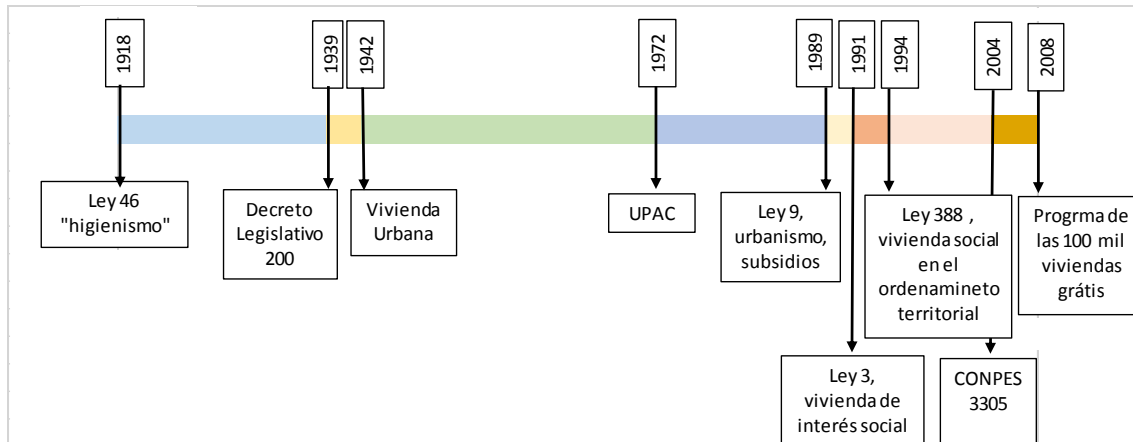 1918
1939
1942
1972
1989
1991
1994
2004
2008
Ley 46
"higienismo"
Decreto
Legislativo
200
Vivienda
Urbana
UPAC
Ley 9,
urbanismo,
subsidios
Ley 388 ,
vivienda social
en el
ordenamineto
territorial
Progrma de
las 100 mil
viviendas
grátis
Ley 3,
vivienda de
interés social
CONPES
3305